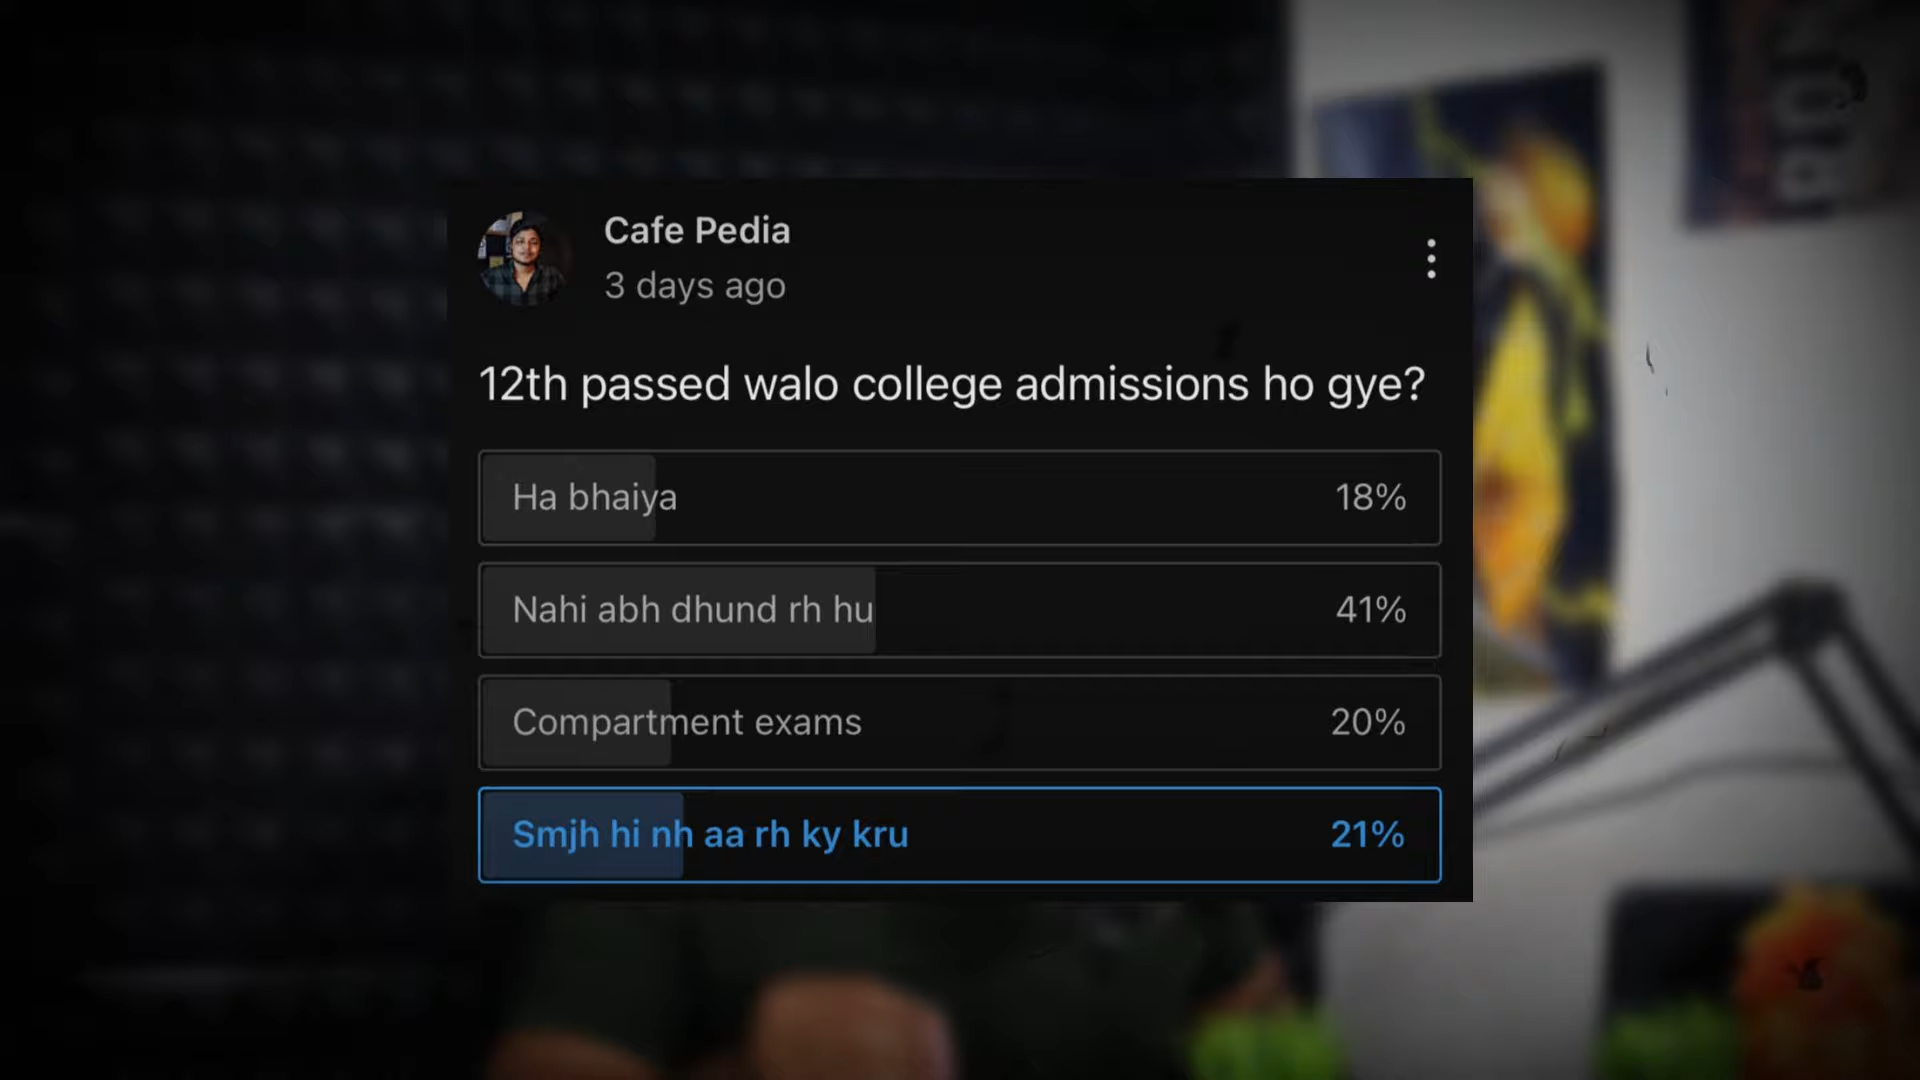 Cafe Pedia
3 days ago
12th passed walo college admissions ho gye?
Ha bhaiya 18%
Nahi abh dhund rh hu 41%
Compartment exams 20%
Smjh hi nh aa rh ky kru 21%